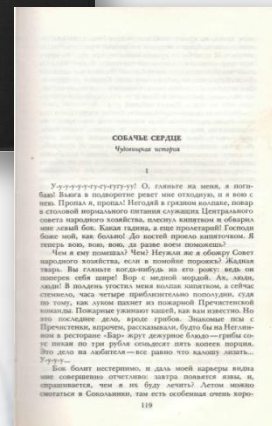 СОБАЧЬЕ СЕРДЦЕ
Чудовищная история
1
У-у-у-у-у-гу-гу-гугу-уу! О, гляньте на меня, я поги-
баю! Вьюга в подворотне ревет мне отходную, и я вою с
нею. Пропал я, пропал! Негодяй в грязном колпаке, повар
в столовой нормального питания служащих Центрального
совета народного хозяйства, плеснул кипятком и обварил
мне левый бок. Какая гадина, а еще пролетарий! Господи
боже мой, как больно! До костей проело кипяточком. Я
теперь вою, вою, вою, да разве воем поможешь?
Чем я ему помешал? Чем? Неужли же я обожру Совет
народного хозяйства, если в помойке пороюсь? Жадная
тварь. Вы гляньте когда-нибудь на его рожу: ведь он
поперек себя шире! Вор с медной мордой. Ах, люди,
люди! В полдень угостил меня колпак кипятком, а сейчас
стемнело, часа четыре приблизительно пополудни, судя
по тому, как луком пахнет из пожарной Пречистенской
команды. Пожарные ужинают кашей, как вам известно. Но
это последнее дело, вроде грибов. Знакомые псы с
Пречистенки, впрочем, рассказывали, будто бы на Неглин-
ном в ресторане «Бар» жрут дежурное блюдо — грибы со-
ус пикан по три рубля семьдесят пять копеек порция.
Это дело на любителя — все равно что калошу лизать...
У-у-у-у...
Бок болит нестерпимо, и даль моей карьеры видна
мне совершенно отчетливо: завтра появятся язвы, и,
спрашивается, чем я их буду лечить? Летом можно
смотаться в Сокольники, там есть особенная очень хоро-
119